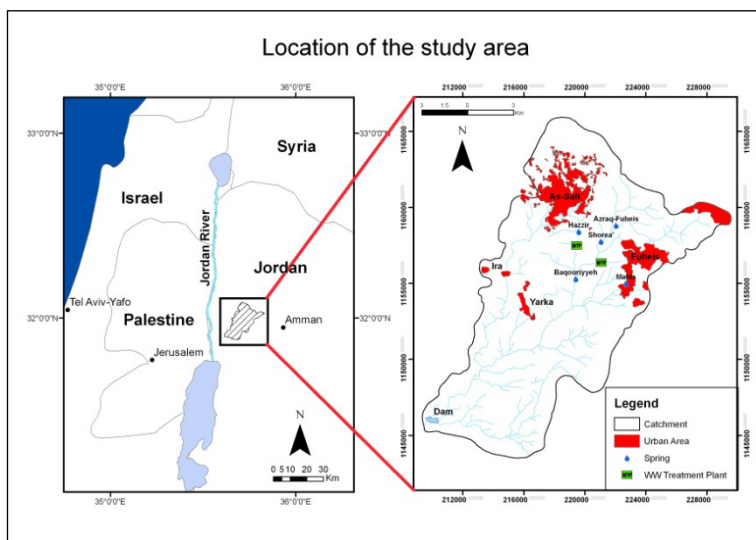 Location of the study area
35°0'0"E
36°0'0"E
33°0'0"N
33°0'0"N
Syria
Israel
Jordan River
Jordan
Tel Aviv-Yafo
32°0'0"N
32°0'0"N
Palestine
Amman
Jerusalem
N
0 5 10 20 30
Km
35°0'0"E
36°0'0"E
212000
216000
220000
224000
228000
3 1.5 0 3
Km
N
1165000
1165000
1160000
1160000
1155000
1155000
1150000
1150000
1145000
1145000
As-Salt
Azraq-Fuheis
Hazzir
Shorea'
WTP
WTP
Fuheis
Ira
Baqouriyyeh
Yarka
Dam
Legend
Catchment
Urban Area
Spring
WTP
WW Treatment Plant
212000
216000
220000
224000
228000